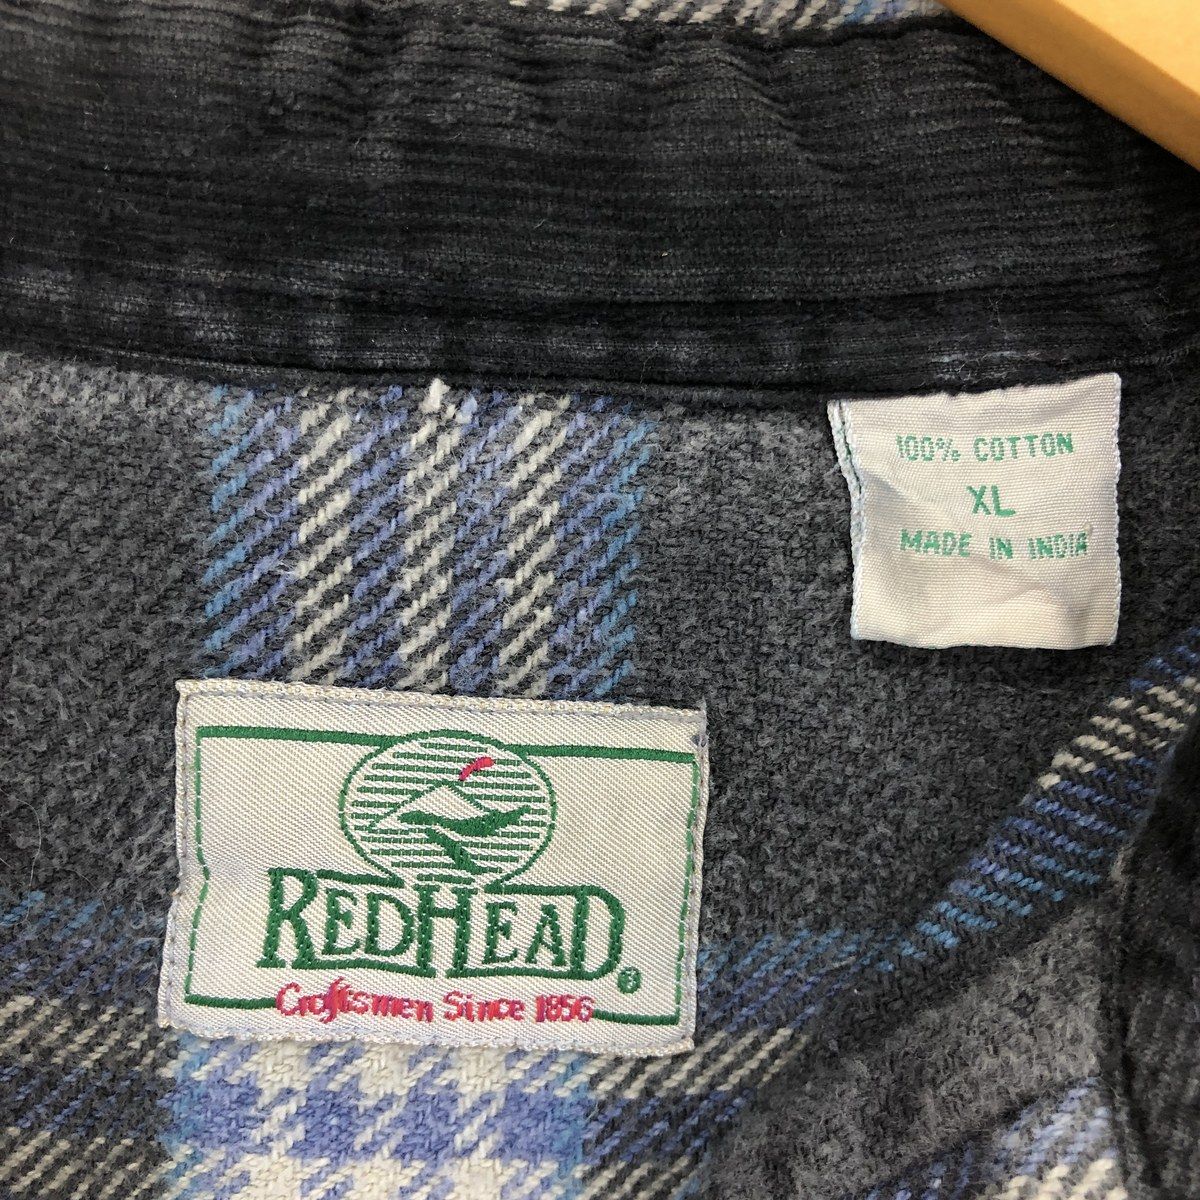 100% COTTON
XL
MADE IN INDIA
REDHEAD®
Craftsmen Since 1856